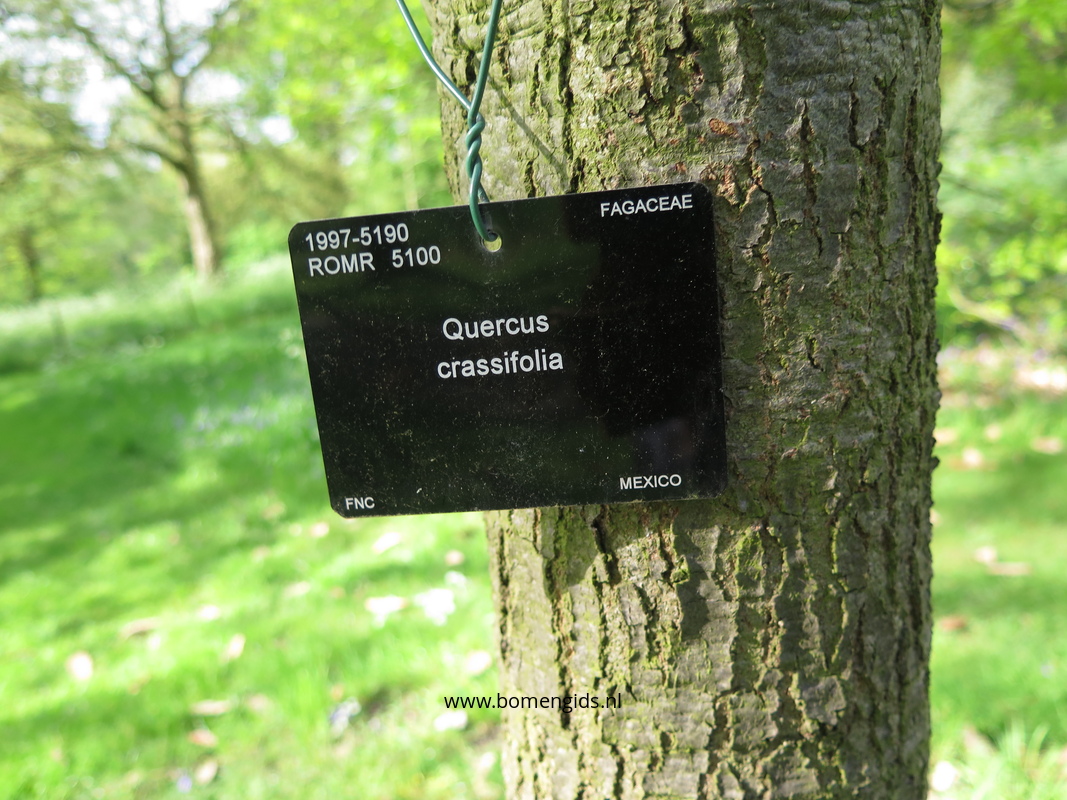 1997-5190
FAGACEAE
ROMR 5100
Quercus
crassifolia
FNC
MEXICO
www.bomengids.nl